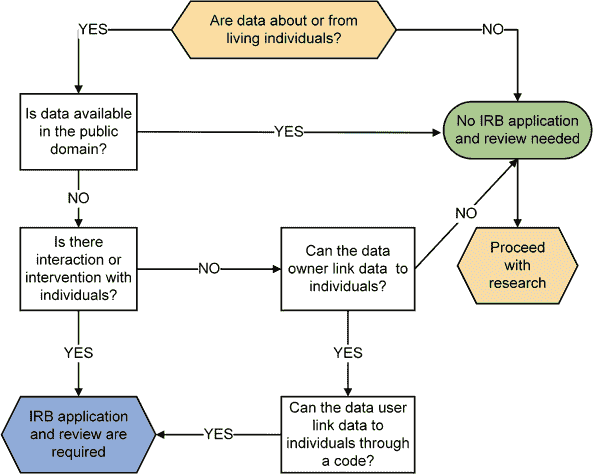 Are data about or from
living individuals?
YES
NO
Is data available
in the public
domain?
YES
No IRB application
and review needed
NO
NO
Is there
interaction or
intervention with
individuals?
NO
Can the data
owner link data to
individuals?
Proceed
with
research
YES
YES
IRB application
and review are
required
YES
Can the data user
link data to
individuals through
a code?